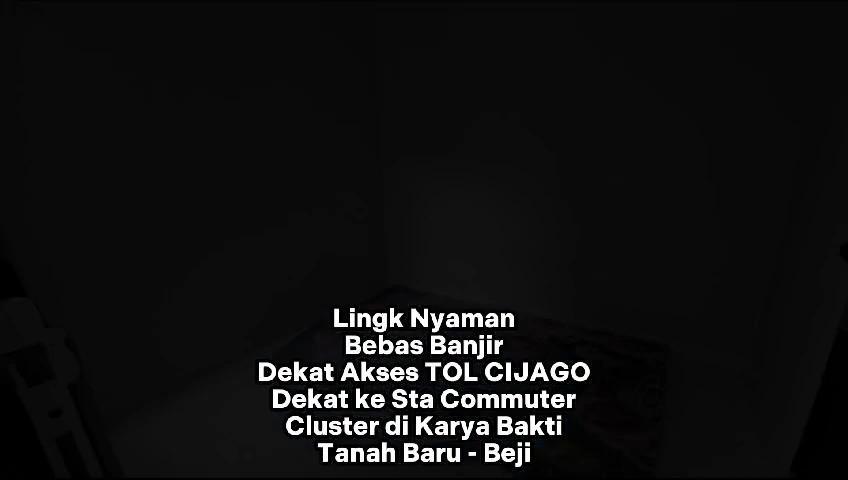 Lingk Nyaman
Bebas Banjir
Dekat Akses TOL CIJAGO
Dekat ke Sta Commuter
Cluster di Karya Bakti
Tanah Baru - Beji